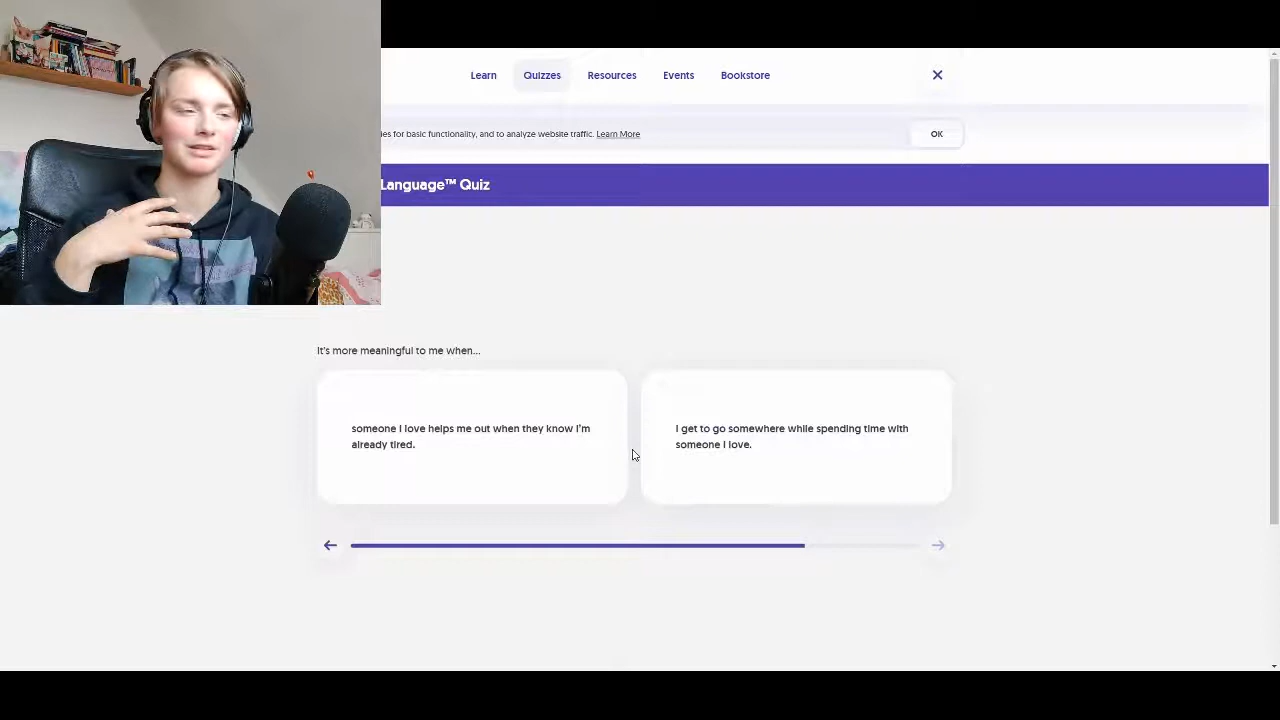 Learn Quizzes Resources Events Bookstore
for basic functionality, and to analyze website traffic. Learn More
OK
Language™ Quiz
It's more meaningful to me when...
someone I love helps me out when they know I'm
already tired.
I get to go somewhere while spending time with
someone I love.